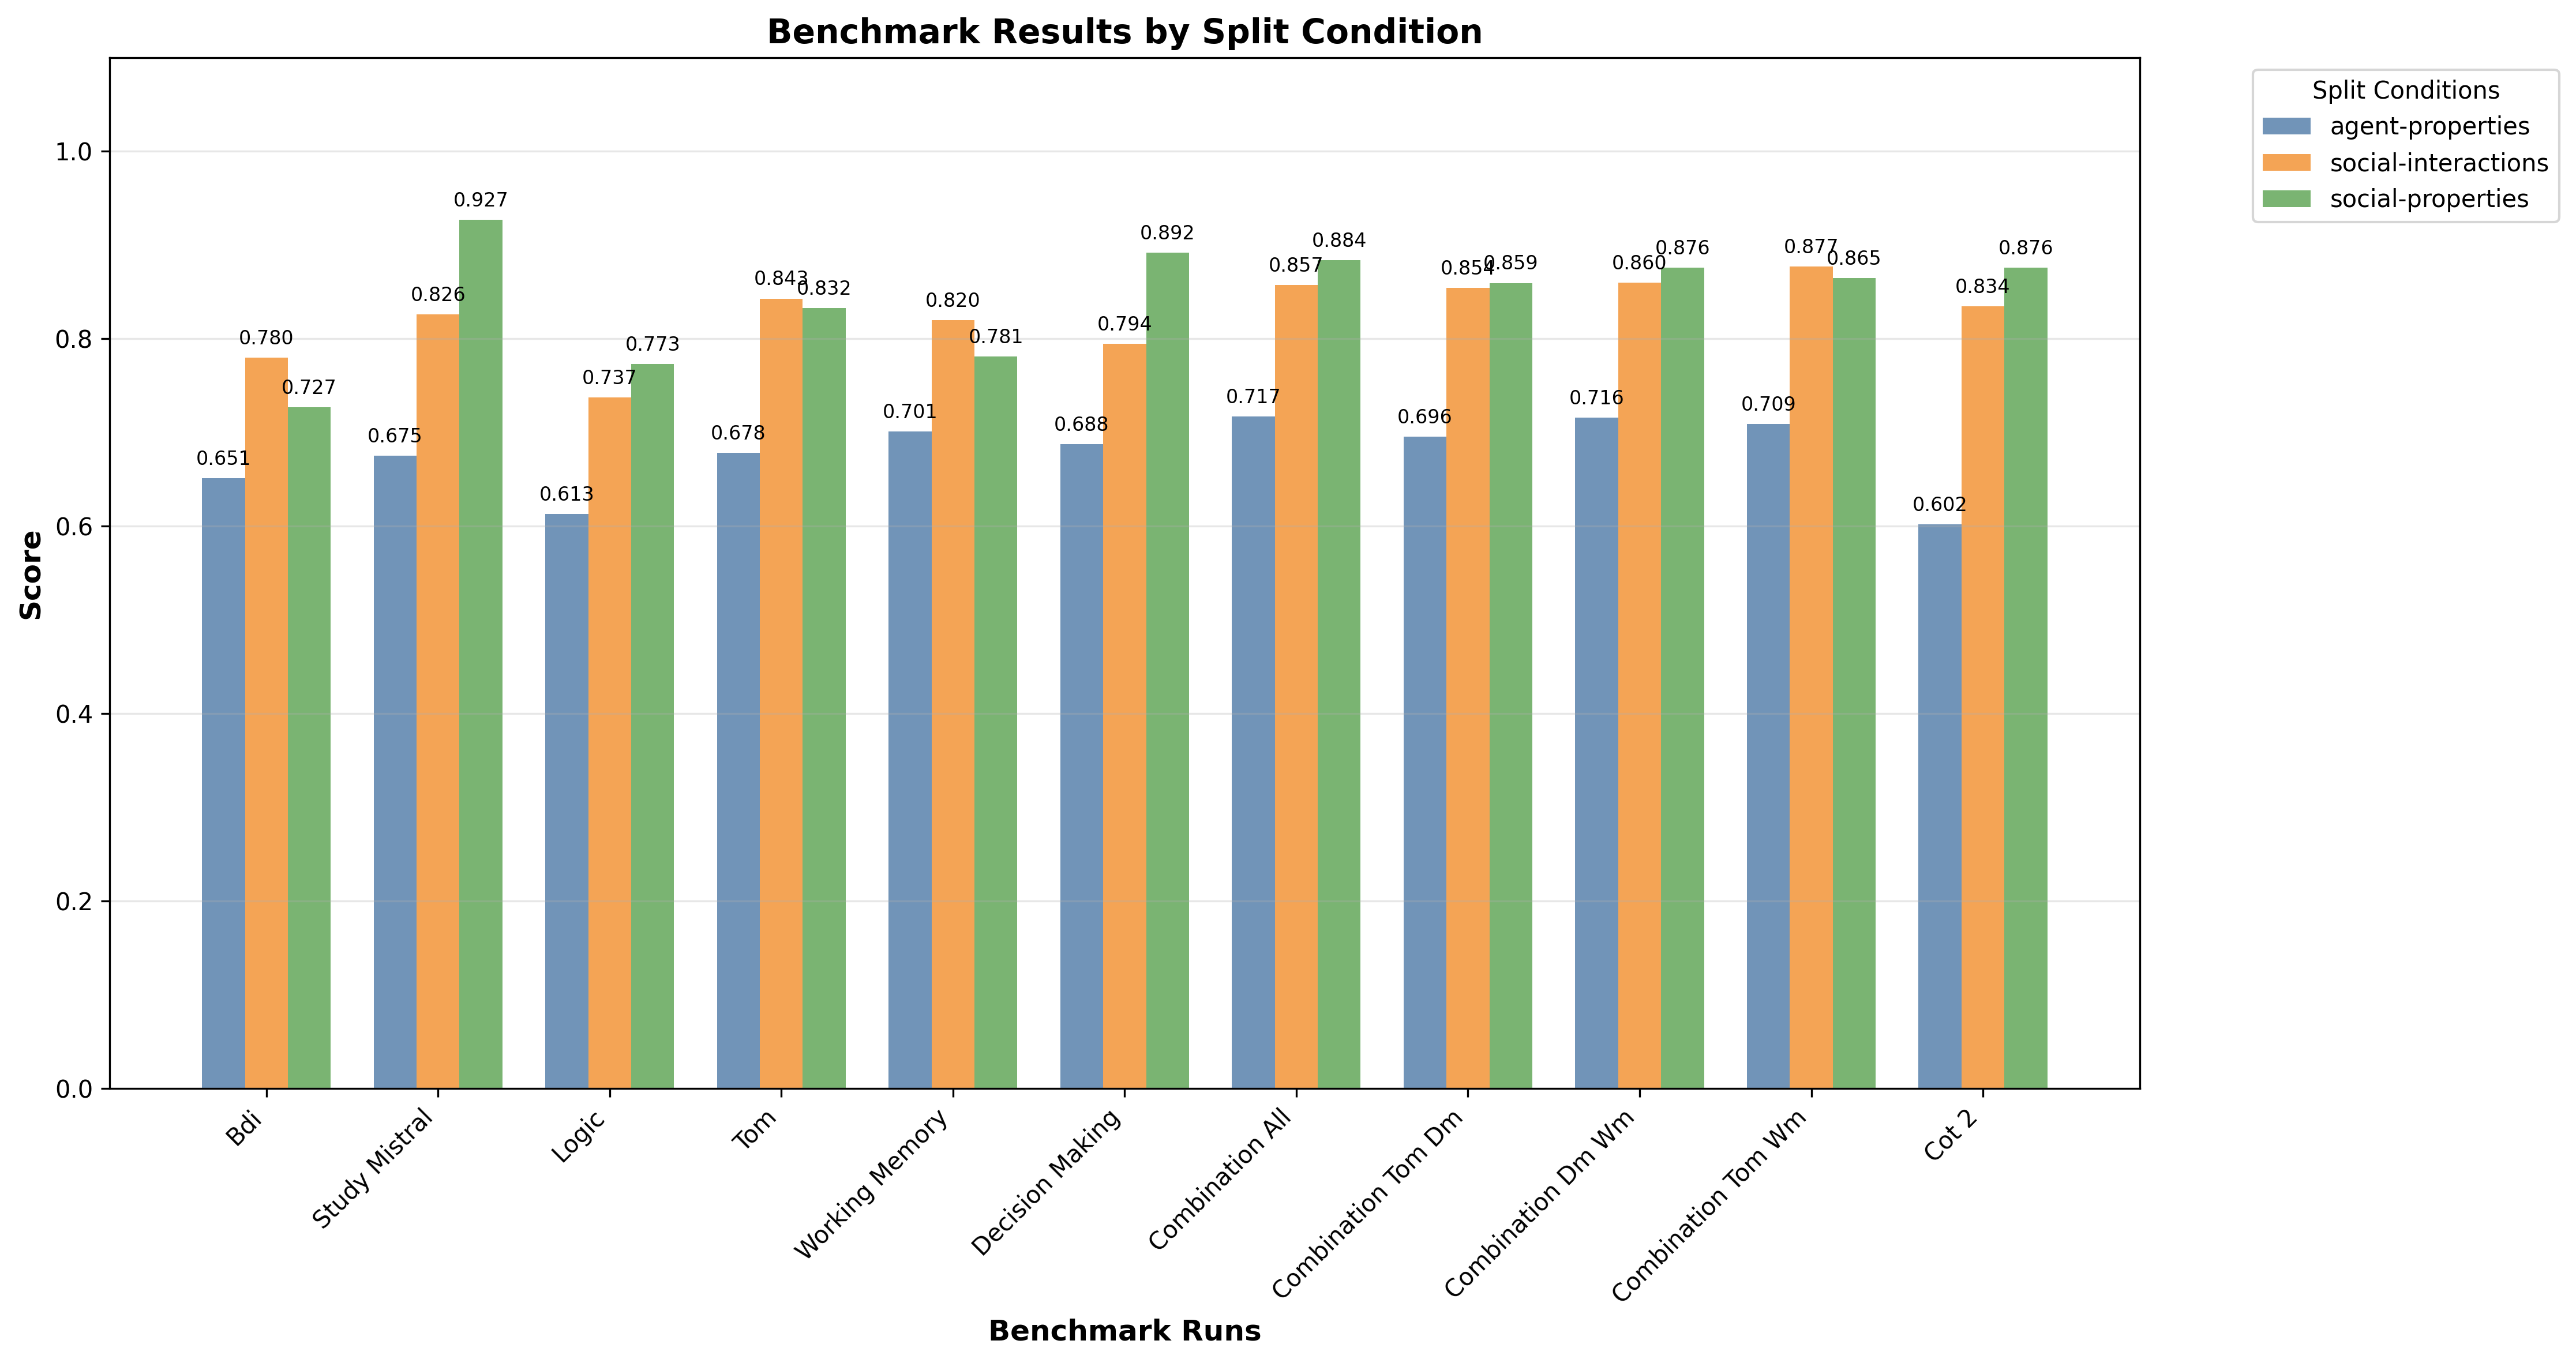 Benchmark Results by Split Condition
Split Conditions
agent-properties
social-interactions
social-properties
Score
1.0
0.8
0.6
0.4
0.2
0.0
0.651
0.780
0.727
0.675
0.826
0.927
0.613
0.737
0.773
0.678
0.843
0.832
0.701
0.820
0.781
0.688
0.794
0.892
0.717
0.857
0.884
0.696
0.854
0.859
0.716
0.860
0.876
0.709
0.877
0.865
0.602
0.834
0.876
Bdi
Study Mistral
Logic
Tom
Working Memory
Decision Making
Combination All
Combination Tom Dm
Combination Dm Wm
Combination Tom Wm
Cot 2
Benchmark Runs